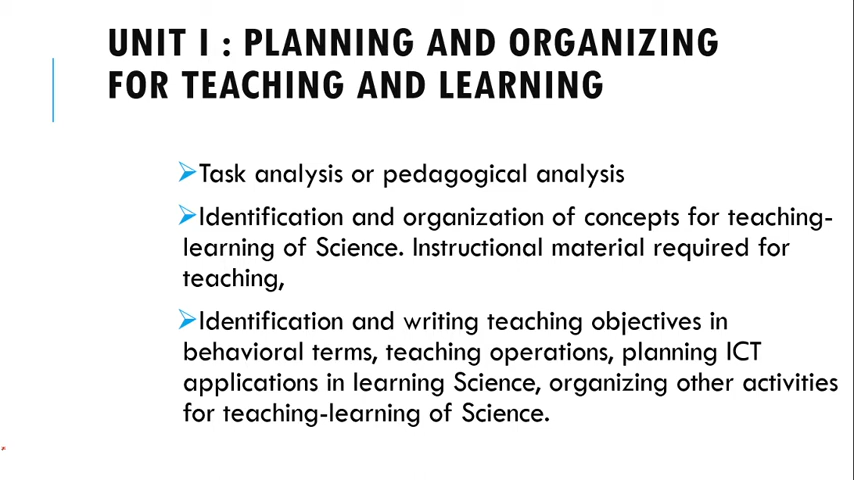 UNIT I : PLANNING AND ORGANIZING
FOR TEACHING AND LEARNING
➢Task analysis or pedagogical analysis
➢Identification and organization of concepts for teaching-
learning of Science. Instructional material required for
teaching,
➢Identification and writing teaching objectives in
behavioral terms, teaching operations, planning ICT
applications in learning Science, organizing other activities
for teaching-learning of Science.